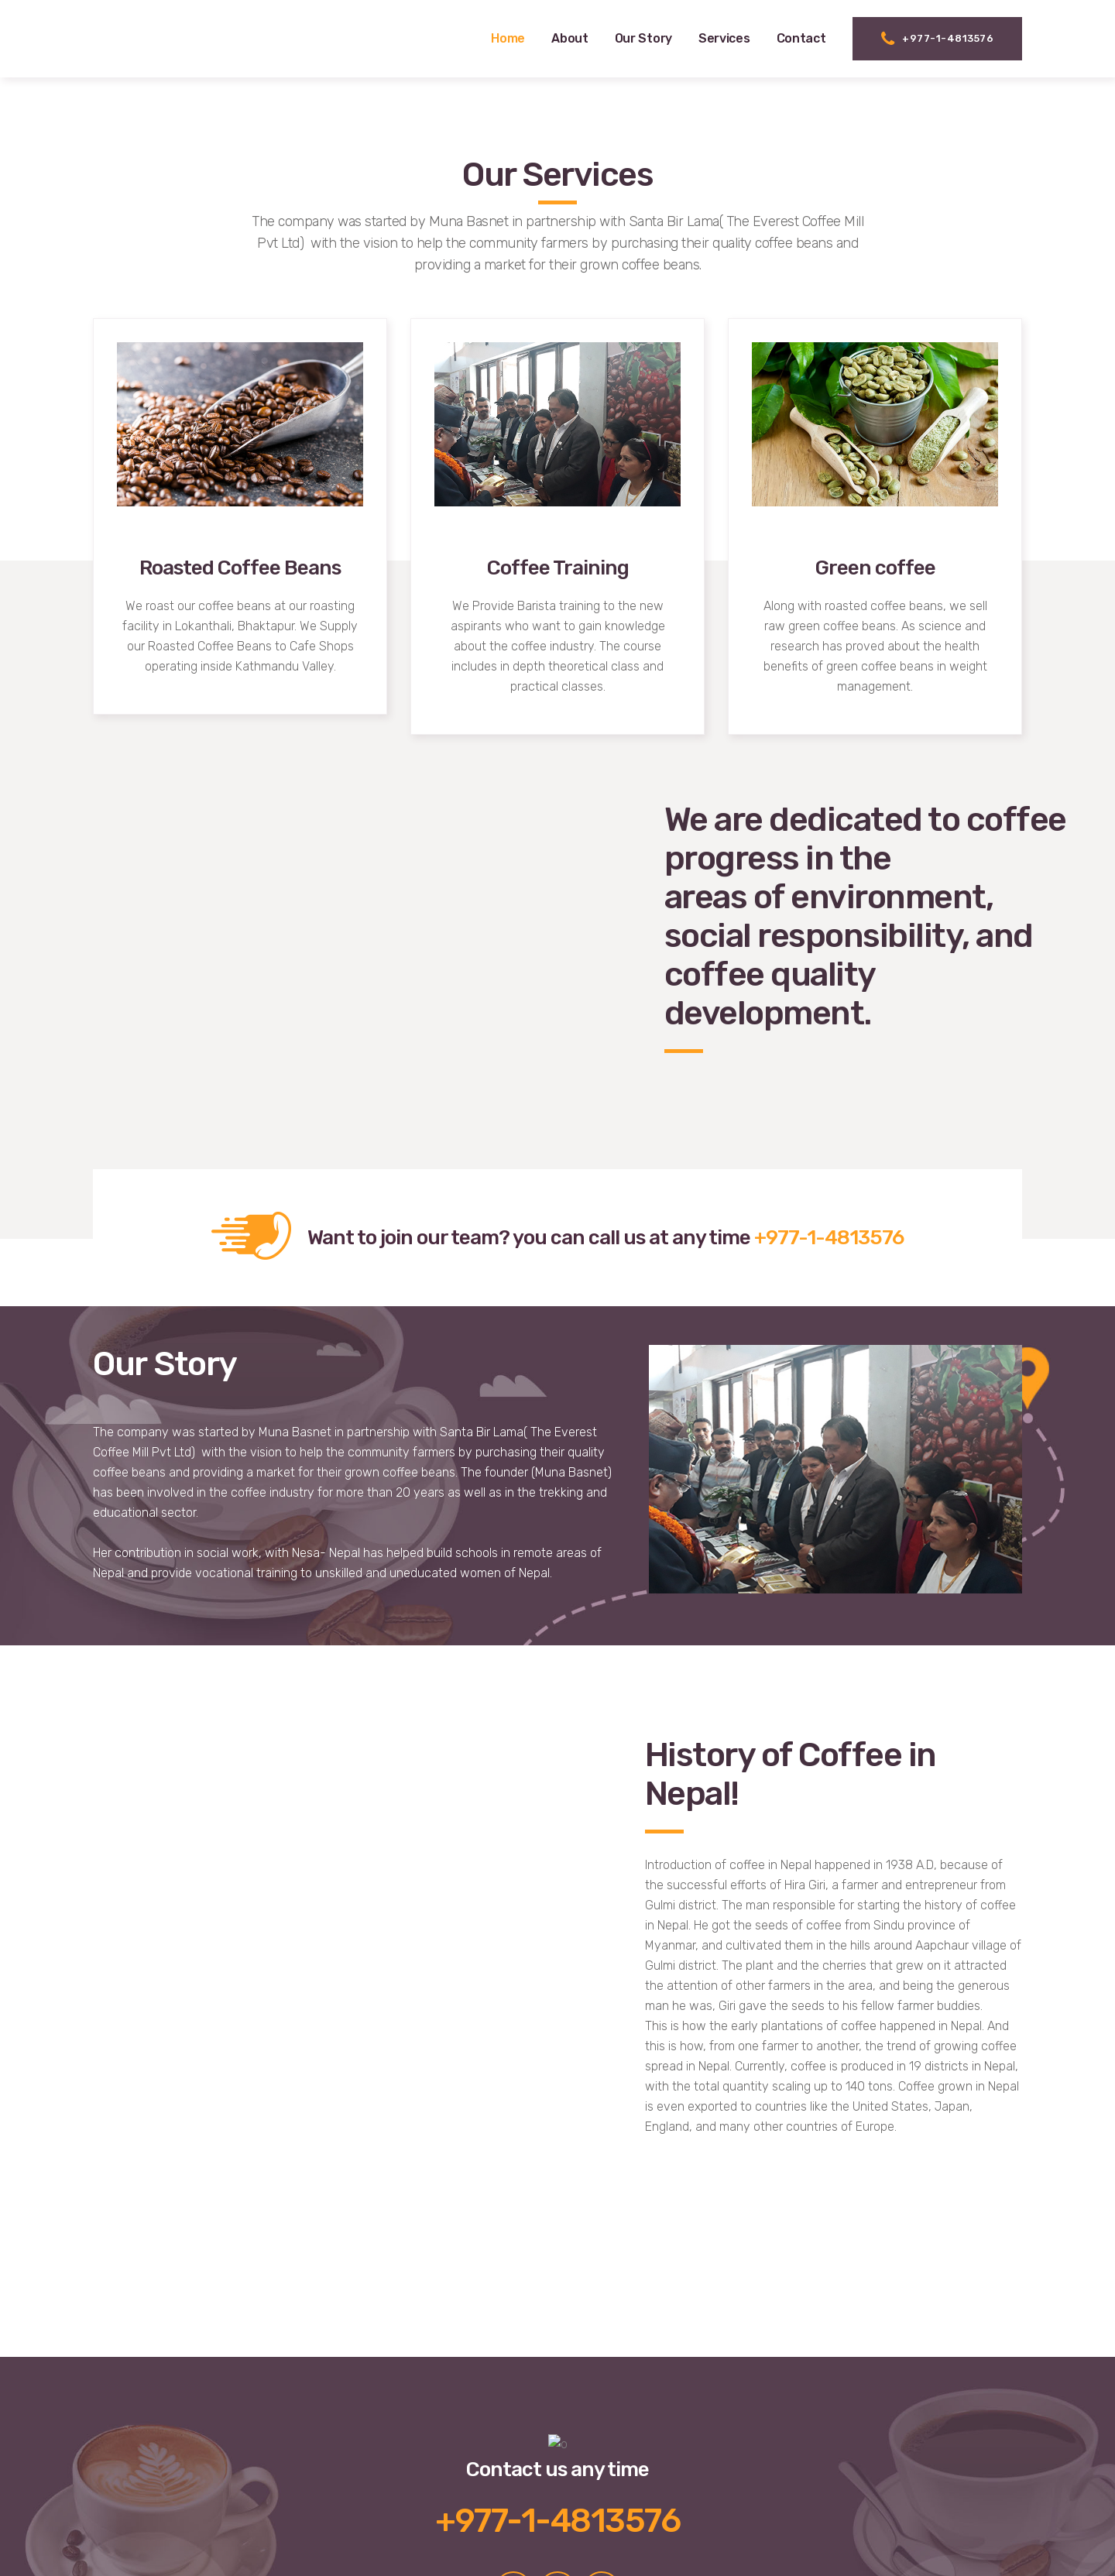 Home About Our Story Services Contact +977-1-4813576
Our Services
The company was started by Muna Basnet in partnership with Santa Bir Lama( The Everest Coffee Mill
Pvt Ltd)  with the vision to help the community farmers by purchasing their quality coffee beans and
providing a market for their grown coffee beans.
Roasted Coffee Beans
We roast our coffee beans at our roasting
facility in Lokanthali, Bhaktapur. We Supply
our Roasted Coffee Beans to Cafe Shops
operating inside Kathmandu Valley.
Coffee Training
We Provide Barista training to the new
aspirants who want to gain knowledge
about the coffee industry. The course
includes in depth theoretical class and
practical classes.
Green coffee
Along with roasted coffee beans, we sell
raw green coffee beans. As science and
research has proved about the health
benefits of green coffee beans in weight
management.
We are dedicated to coffee
progress in the
areas of environment,
social responsibility, and
coffee quality
development.
Want to join our team? you can call us at any time +977-1-4813576
Our Story
The company was started by Muna Basnet in partnership with Santa Bir Lama( The Everest
Coffee Mill Pvt Ltd)  with the vision to help the community farmers by purchasing their quality
coffee beans and providing a market for their grown coffee beans. The founder (Muna Basnet)
has been involved in the coffee industry for more than 20 years as well as in the trekking and
educational sector.
Her contribution in social work, with Nesa- Nepal has helped build schools in remote areas of
Nepal and provide vocational training to unskilled and uneducated women of Nepal.
History of Coffee in
Nepal!
Introduction of coffee in Nepal happened in 1938 A.D, because of
the successful efforts of Hira Giri, a farmer and entrepreneur from
Gulmi district. The man responsible for starting the history of coffee
in Nepal. He got the seeds of coffee from Sindu province of
Myanmar, and cultivated them in the hills around Aapchaur village of
Gulmi district. The plant and the cherries that grew on it attracted
the attention of other farmers in the area, and being the generous
man he was, Giri gave the seeds to his fellow farmer buddies.
This is how the early plantations of coffee happened in Nepal. And
this is how, from one farmer to another, the trend of growing coffee
spread in Nepal. Currently, coffee is produced in 19 districts in Nepal,
with the total quantity scaling up to 140 tons. Coffee grown in Nepal
is even exported to countries like the United States, Japan,
England, and many other countries of Europe.
Contact us any time
+977-1-4813576